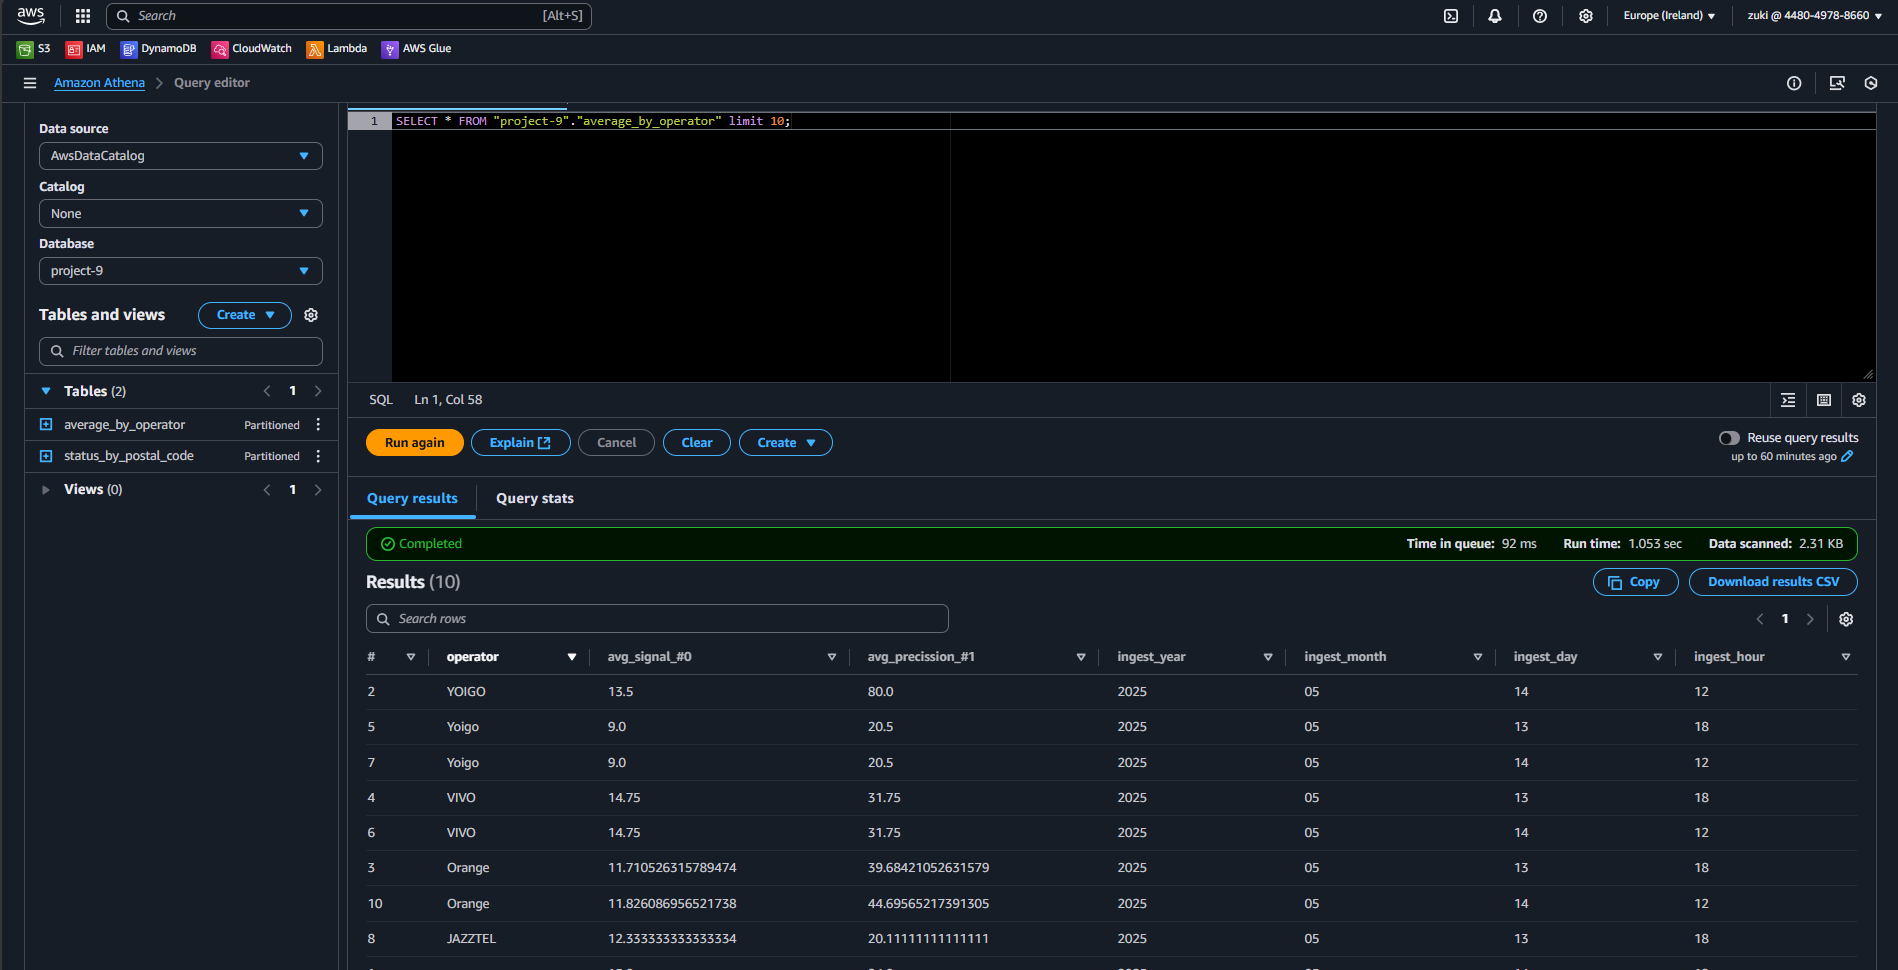 aws Search [Alt+S] Europe (Ireland) zuki @ 4480-4978-8660
S3 IAM DynamoDB CloudWatch Lambda AWS Glue
Amazon Athena Query editor
Data source
AwsDataCatalog
Catalog
None
Database
project-9
Tables and views Create
Filter tables and views
Tables (2) 1
average_by_operator Partitioned
status_by_postal_code Partitioned
Views (0) 1
1 SELECT * FROM "project-9"."average_by_operator" limit 10;
SQL Ln 1, Col 58
Run again Explain Cancel Clear Create Reuse query results
up to 60 minutes ago
Query results Query stats
Completed Time in queue: 92 ms Run time: 1.053 sec Data scanned: 2.31 KB
Results (10) Copy Download results CSV
Search rows 1
# operator avg_signal_#0 avg_precission_#1 ingest_year ingest_month ingest_day ingest_hour
2 YOIGO 13.5 80.0 2025 05 14 12
5 Yoigo 9.0 20.5 2025 05 13 18
7 Yoigo 9.0 20.5 2025 05 14 12
4 VIVO 14.75 31.75 2025 05 13 18
6 VIVO 14.75 31.75 2025 05 14 12
3 Orange 11.710526315789474 39.68421052631579 2025 05 13 18
10 Orange 11.826086956521738 44.69565217391305 2025 05 14 12
8 JAZZTEL 12.333333333333334 20.11111111111111 2025 05 13 18